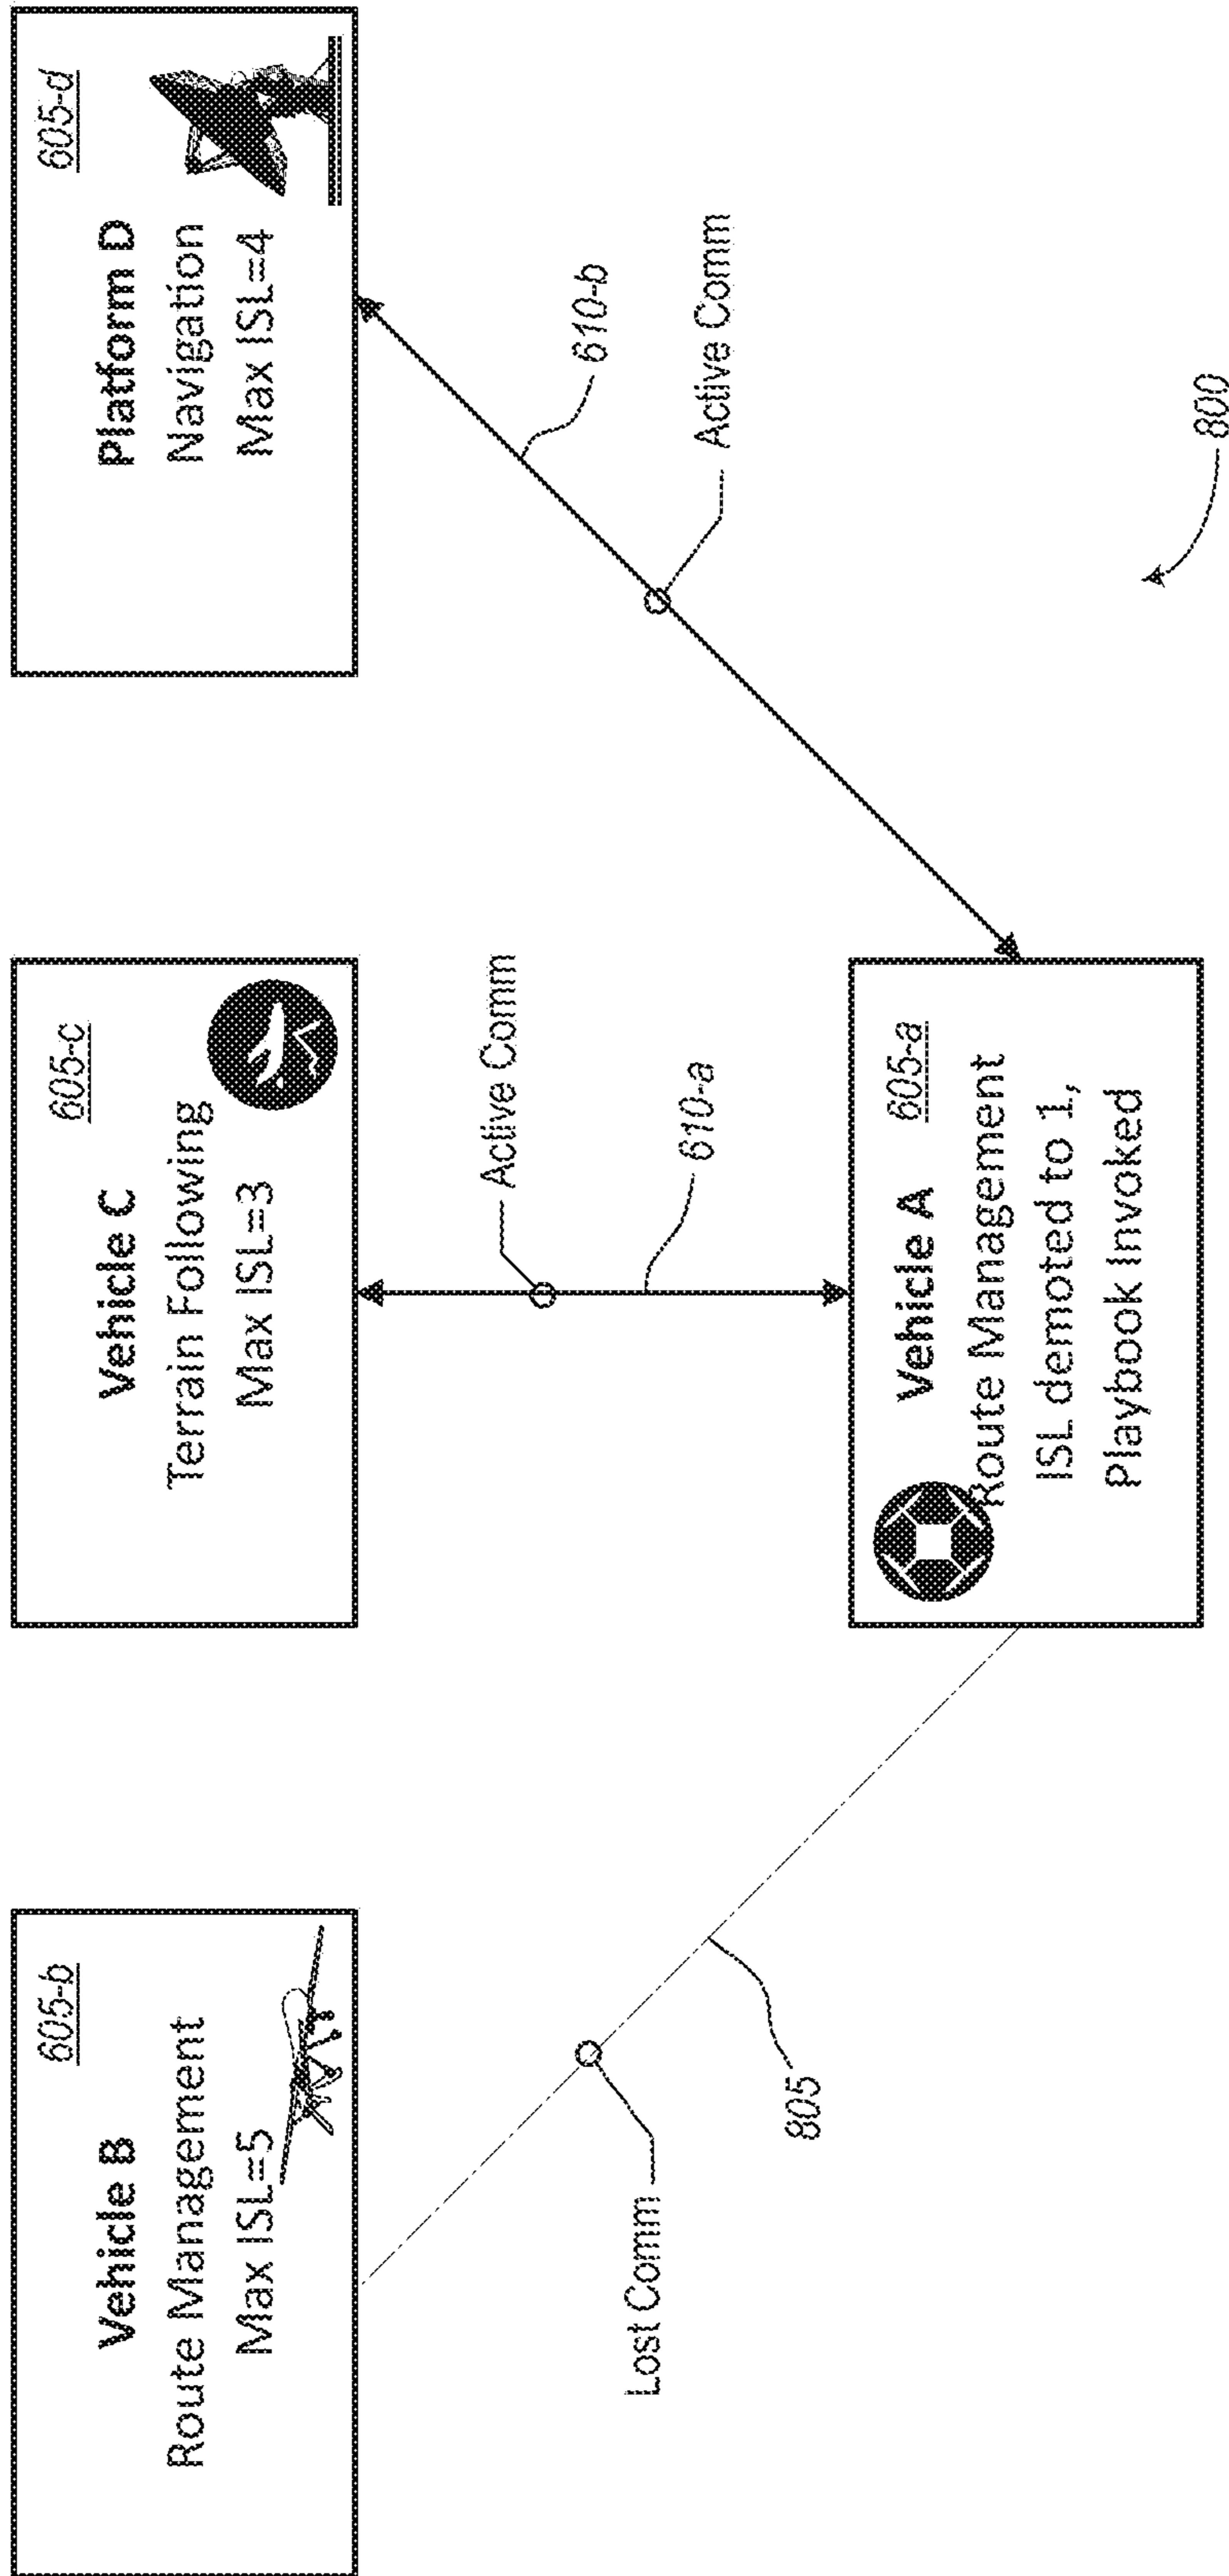 605-b
Vehicle B
Route Management
Max ISL=5
605-c
Vehicle C
Terrain Following
Max ISL=3
605-d
Platform D
Navigation
Max ISL=4
Lost Comm
805
Active Comm
610-a
610-b
Active Comm
Vehicle A
605-a
Route Management
ISL demoted to 1,
Playbook Invoked
800